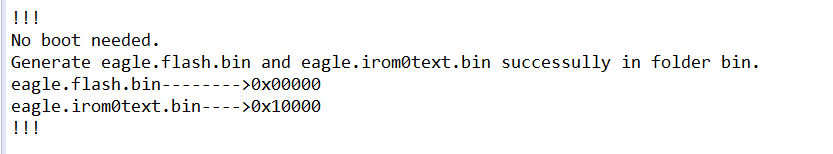 !!!
No boot needed.
Generate eagle.flash.bin and eagle.irom0text.bin successully in folder bin.
eagle.flash.bin-------->0x00000
eagle.irom0text.bin---->0x10000
!!!